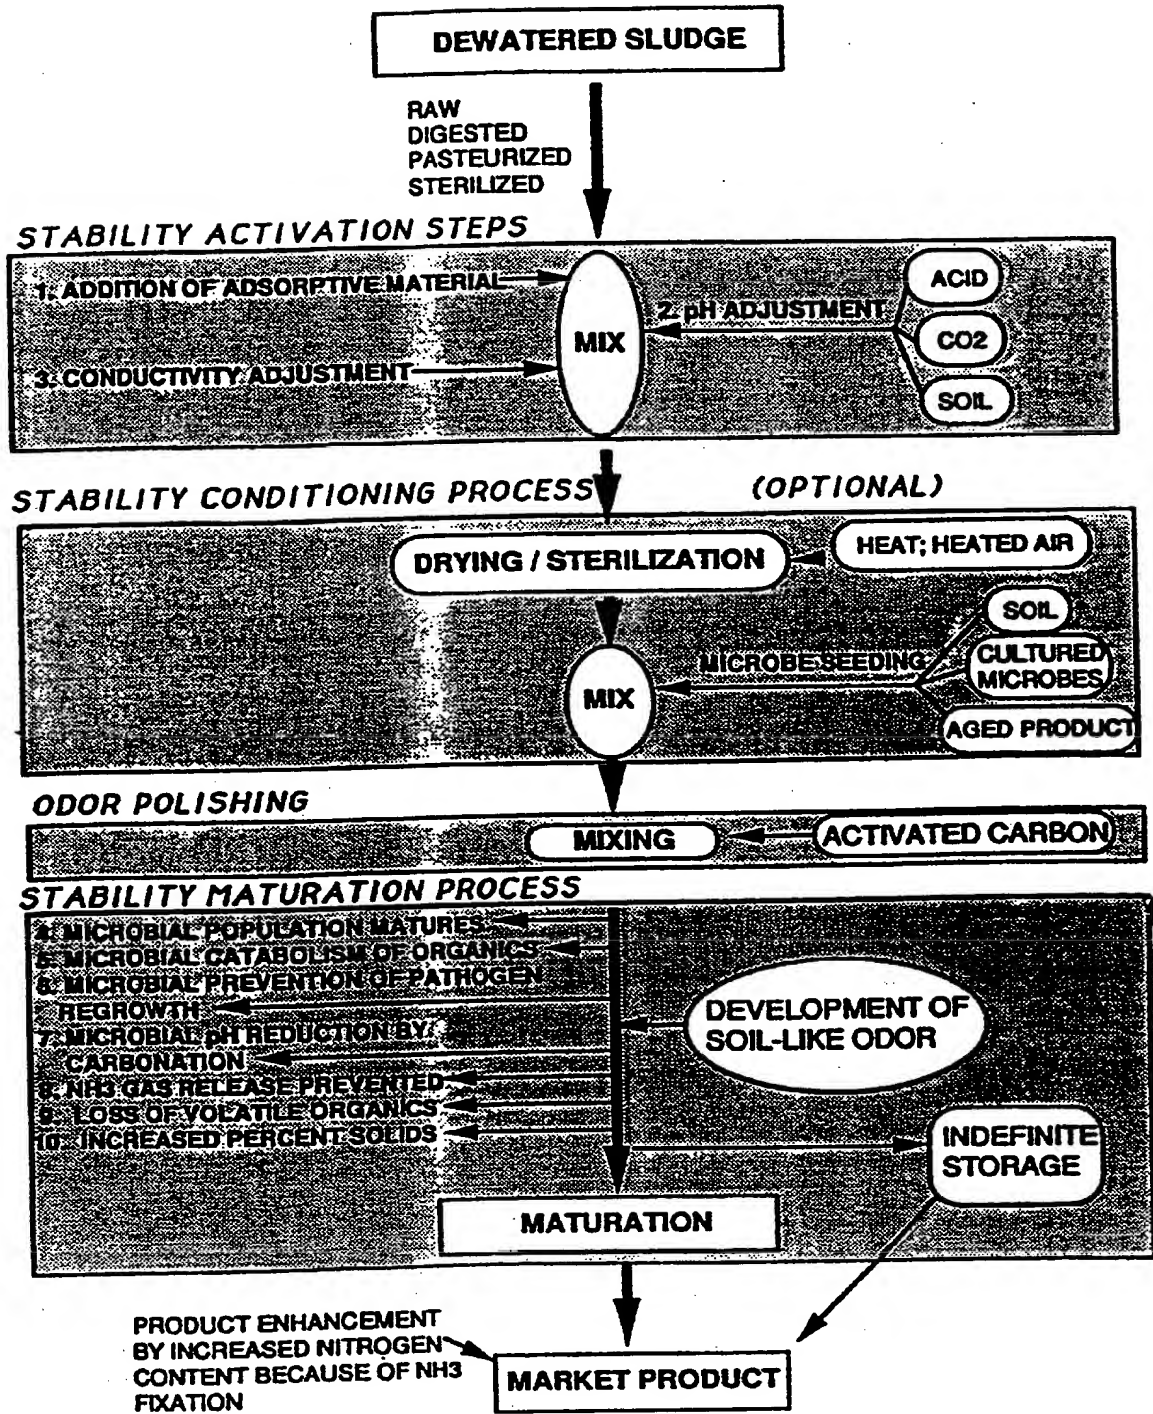 DEWATERED SLUDGE
RAW
DIGESTED
PASTEURIZED
STERILIZED
STABILITY ACTIVATION STEPS
1. ADDITION OF ADSORPTIVE MATERIAL
ACID
2. pH ADJUSTMENT
MIX
CO2
3. CONDUCTIVITY ADJUSTMENT
SOIL
STABILITY CONDITIONING PROCESS (OPTIONAL)
DRYING / STERILIZATION
HEAT; HEATED AIR
SOIL
MICROBE SEEDING
CULTURED
MICROBES
MIX
AGED PRODUCT
ODOR POLISHING
MIXING
ACTIVATED CARBON
STABILITY MATURATION PROCESS
4. MICROBIAL POPULATION MATURES
5. MICROBIAL CATABOLISM OF ORGANICS
6. MICROBIAL PREVENTION OF PATHOGEN
REGROWTH
7. MICROBIAL pH REDUCTION BY
CARBONATION
8. NH3 GAS RELEASE PREVENTED
9. LOSS OF VOLATILE ORGANICS
10. INCREASED PERCENT SOLIDS
DEVELOPMENT OF
SOIL-LIKE ODOR
INDEFINITE
STORAGE
MATURATION
PRODUCT ENHANCEMENT
BY INCREASED NITROGEN
CONTENT BECAUSE OF NH3
FIXATION
MARKET PRODUCT